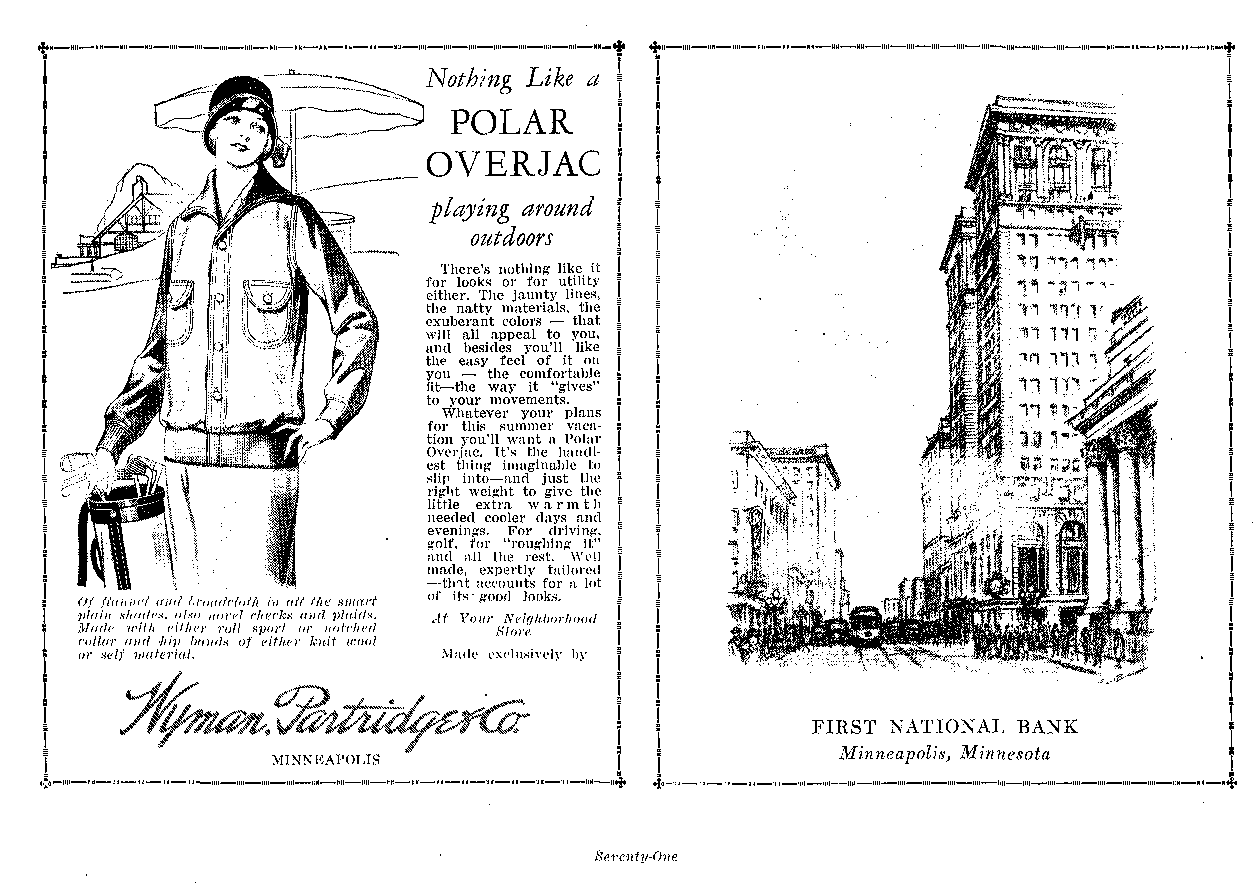 Nothing Like a
POLAR
OVERJAC
playing around
outdoors
There's nothing like it
for looks or for utility
either. The jaunty lines,
the natty materials, the
exuberant colors — that
will all appeal to you,
and besides you'll like
the easy feel of it on
you — the comfortable
fit—the way it "gives"
to your movements.
Whatever your plans
for this summer vaca-
tion you'll want a Polar
Overjac. It's the handi-
est thing imaginable to
slip into—and just the
right weight to give the
little extra warmth
needed cooler days and
evenings. For driving,
golf, for "roughing it"
and all the rest. Well
made, expertly tailored
—that accounts for a lot
of its good looks.
At Your Neighborhood
Store
Made exclusively by
Of flannel and broadcloth in all the smart
plain shades, also novel checks and plaids.
Made with either roll sport or notched
collar and hip bands of either knit wool
or self material.
Wyman, Partridge & Co.
MINNEAPOLIS
FIRST NATIONAL BANK
Minneapolis, Minnesota
Seventy-One